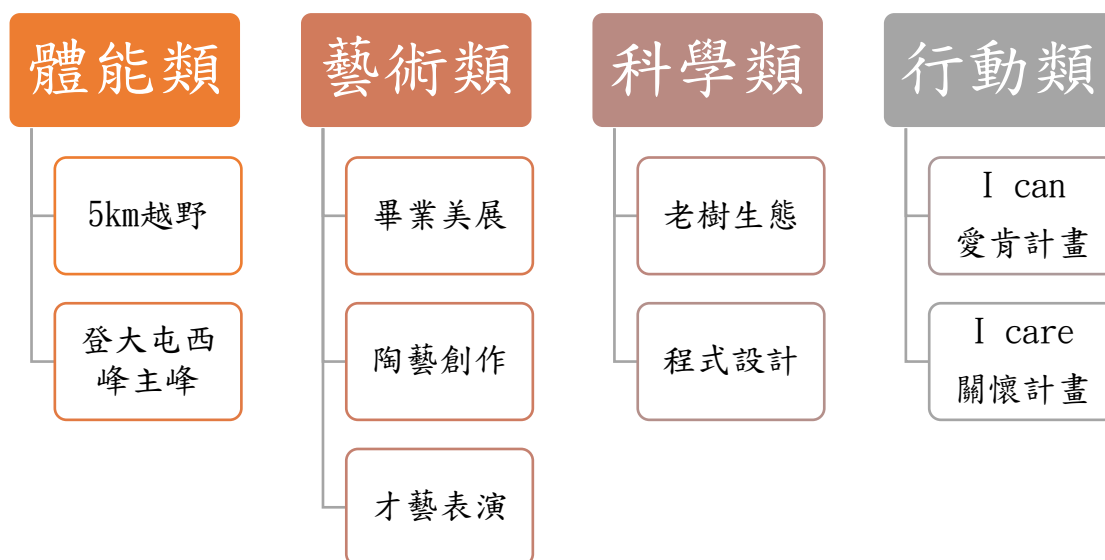 體能類
5km越野
登大屯西
峰主峰
藝術類
畢業美展
陶藝創作
才藝表演
科學類
老樹生態
程式設計
行動類
I can
愛肯計畫
I care
關懷計畫